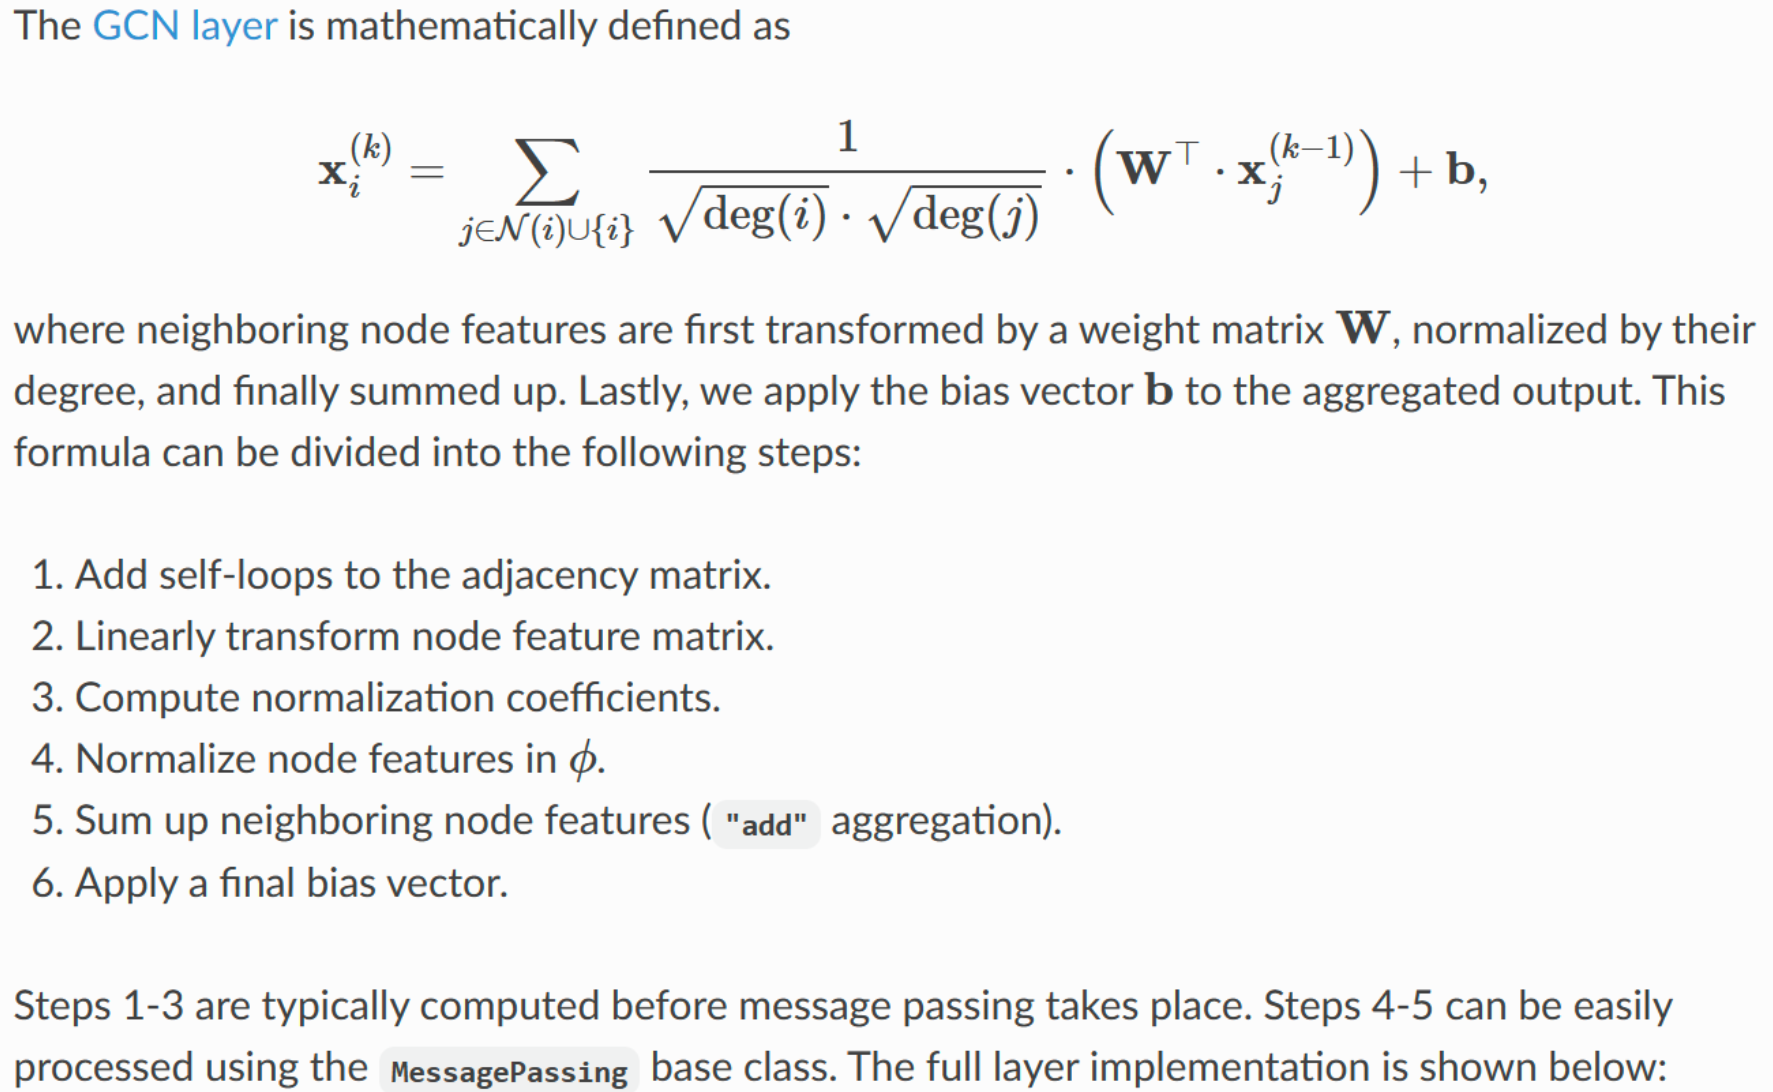 The GCN layer is mathematically defined as
$$\mathbf{x}_i^{(k)} = \sum_{j \in \mathcal{N}(i) \cup \{i\}} \frac{1}{\sqrt{\deg(i)} \cdot \sqrt{\deg(j)}} \cdot \left( \mathbf{W}^{\top} \cdot \mathbf{x}_j^{(k-1)} \right) + \mathbf{b},$$
where neighboring node features are first transformed by a weight matrix $\mathbf{W}$, normalized by their
degree, and finally summed up. Lastly, we apply the bias vector $\mathbf{b}$ to the aggregated output. This
formula can be divided into the following steps:
1. Add self-loops to the adjacency matrix.
2. Linearly transform node feature matrix.
3. Compute normalization coefficients.
4. Normalize node features in $\phi$.
5. Sum up neighboring node features ( "add" aggregation).
6. Apply a final bias vector.
Steps 1-3 are typically computed before message passing takes place. Steps 4-5 can be easily
processed using the MessagePassing base class. The full layer implementation is shown below: